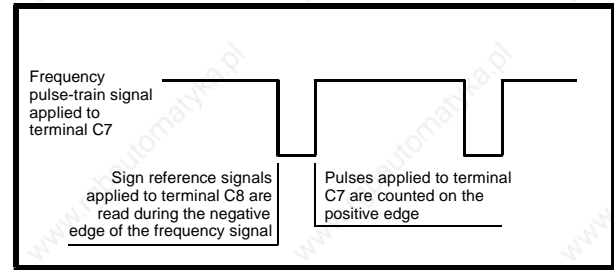 Frequency
pulse-train signal
applied to
terminal C7
Sign reference signals
applied to terminal C8 are
read during the negative
edge of the frequency signal
Pulses applied to terminal
C7 are counted on the
positive edge